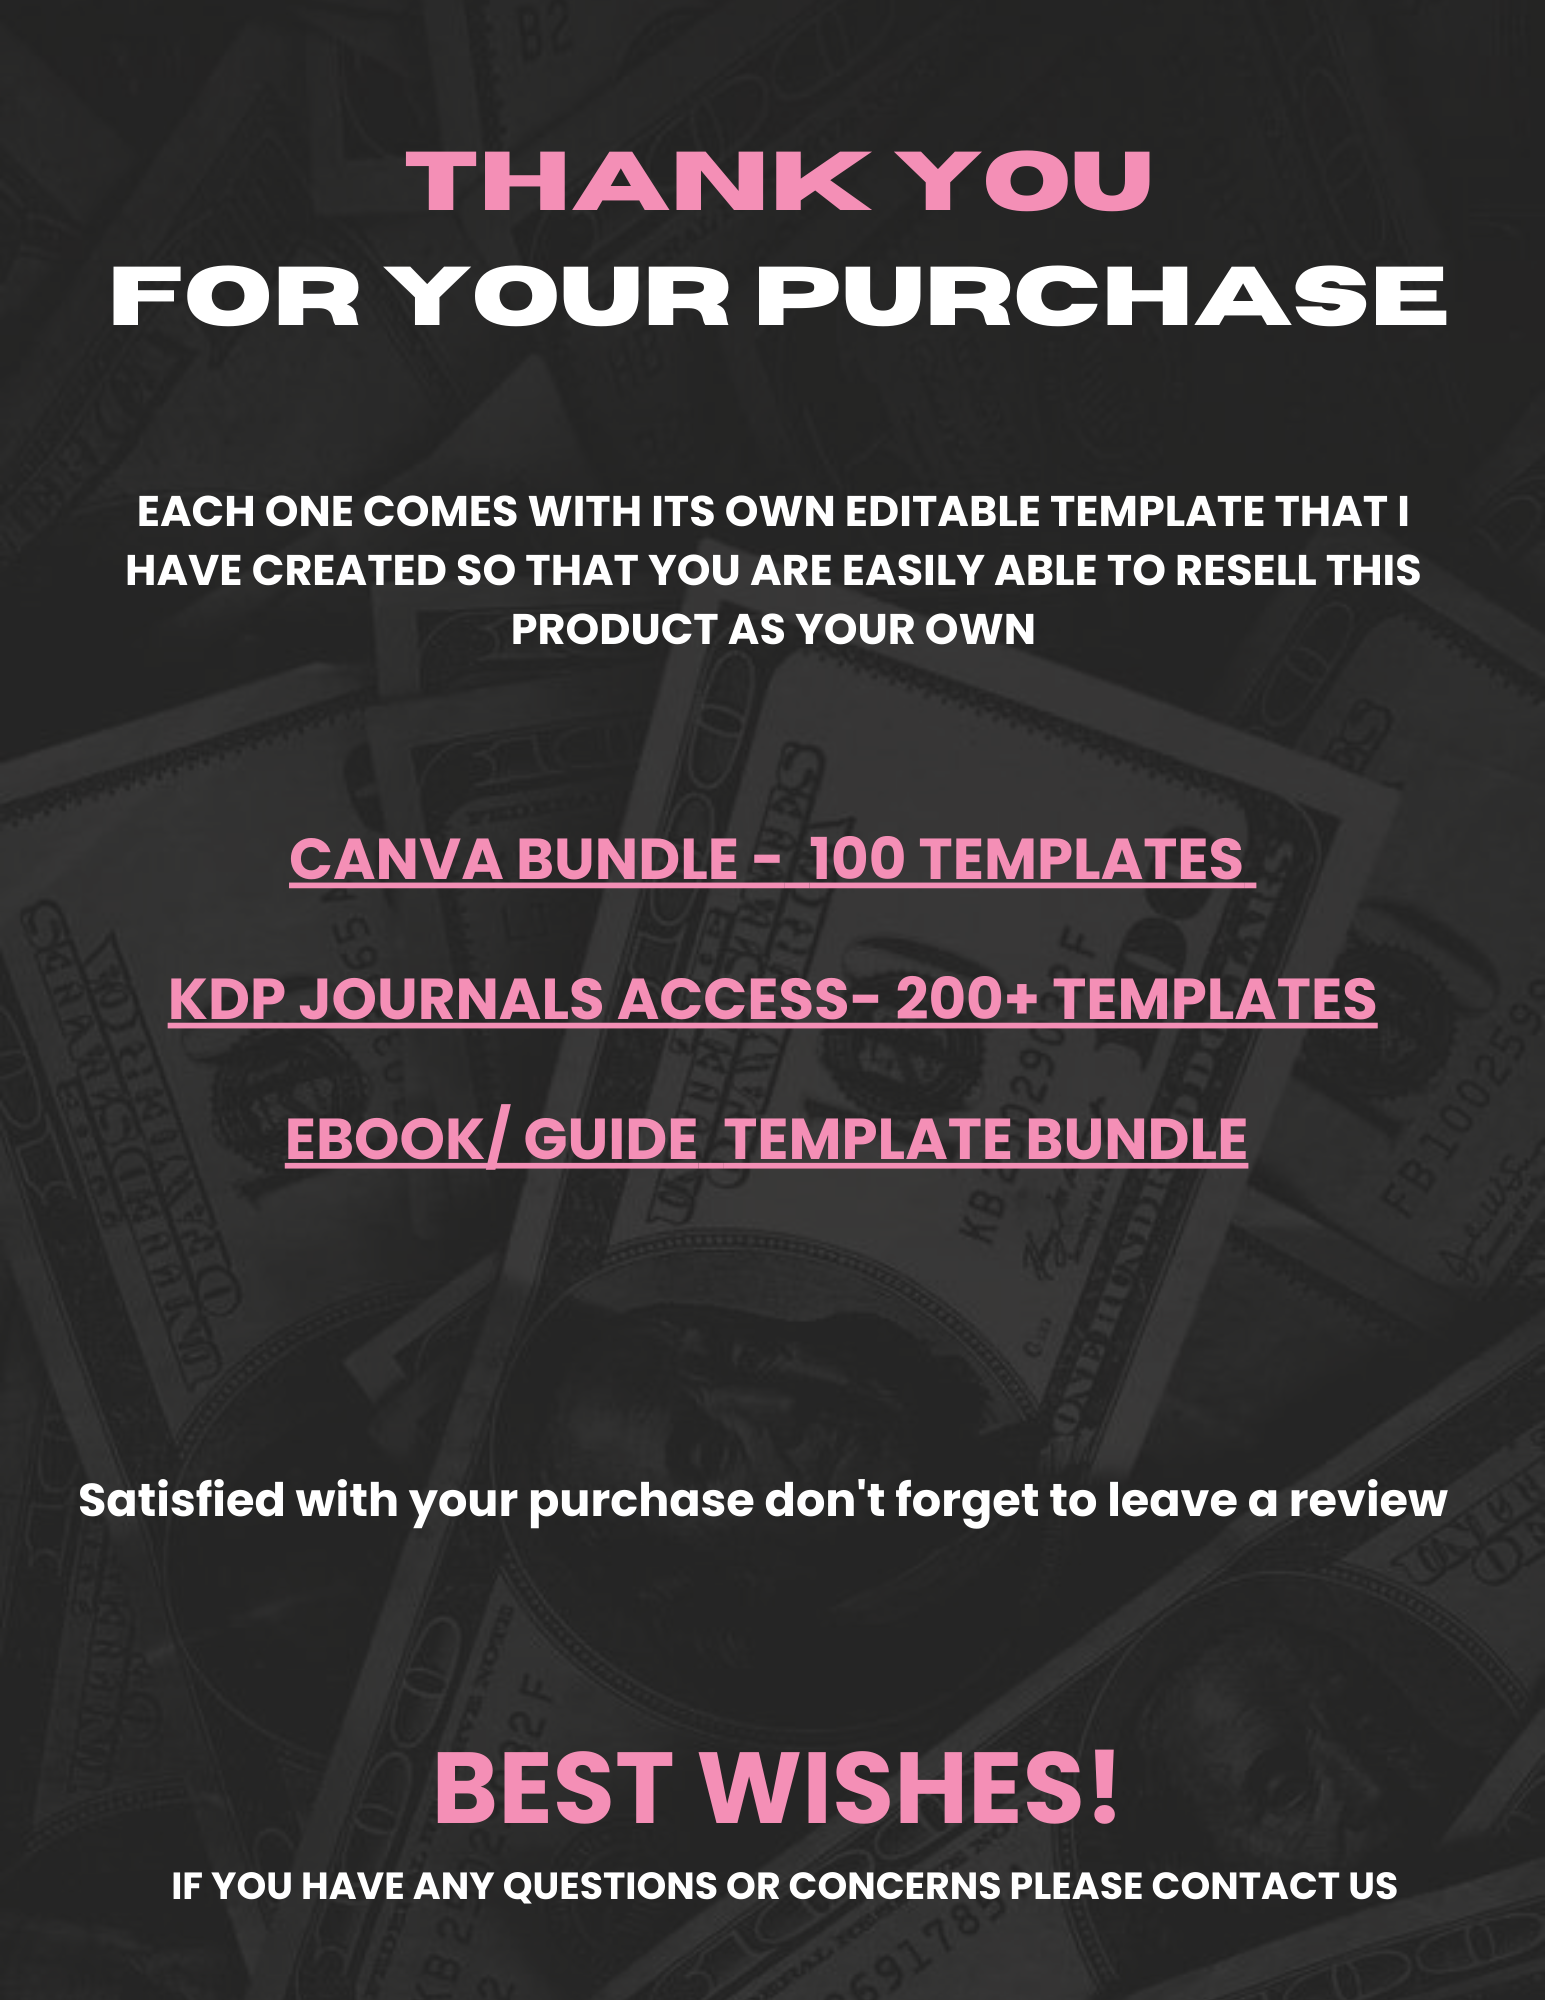 THANK YOU
FOR YOUR PURCHASE
EACH ONE COMES WITH ITS OWN EDITABLE TEMPLATE THAT I
HAVE CREATED SO THAT YOU ARE EASILY ABLE TO RESELL THIS
PRODUCT AS YOUR OWN
CANVA BUNDLE - 100 TEMPLATES
KDP JOURNALS ACCESS- 200+ TEMPLATES
EBOOK/ GUIDE TEMPLATE BUNDLE
Satisfied with your purchase don't forget to leave a review
BEST WISHES!
IF YOU HAVE ANY QUESTIONS OR CONCERNS PLEASE CONTACT US